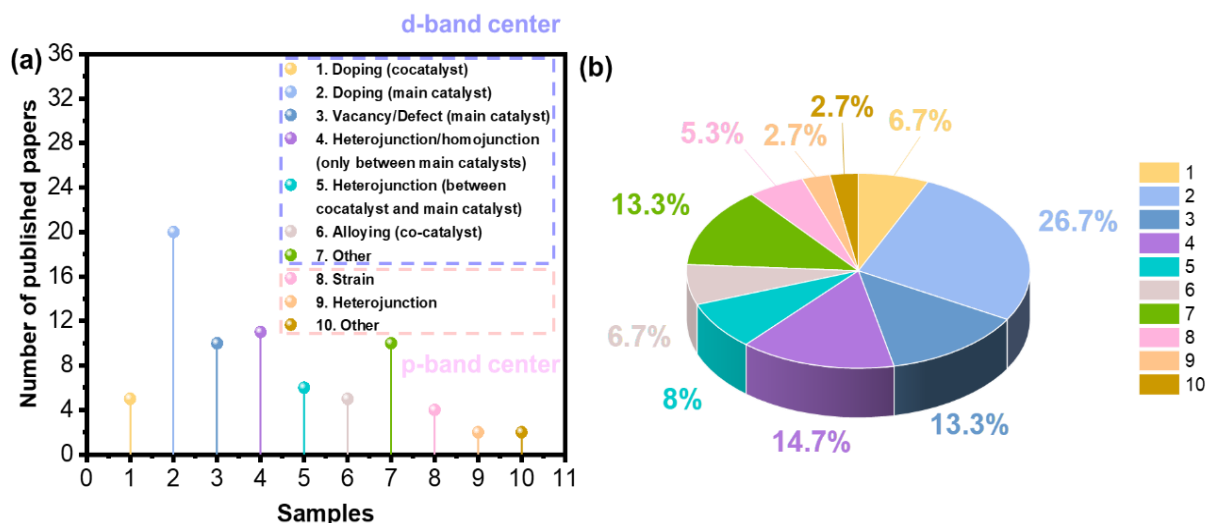 d-band center
(a)
36
32
28
24
20
16
12
8
4
0
Number of published papers
1. Doping (cocatalyst)
2. Doping (main catalyst)
3. Vacancy/Defect (main catalyst)
4. Heterojunction/homojunction
(only between main catalysts)
5. Heterojunction (between
cocatalyst and main catalyst)
6. Alloying (co-catalyst)
7. Other
8. Strain
9. Heterojunction
10. Other
p-band center
0 1 2 3 4 5 6 7 8 9 10 11
Samples
(b)
2.7%
6.7%
5.3%
2.7%
13.3%
26.7%
6.7%
8%
14.7%
13.3%
1
2
3
4
5
6
7
8
9
10